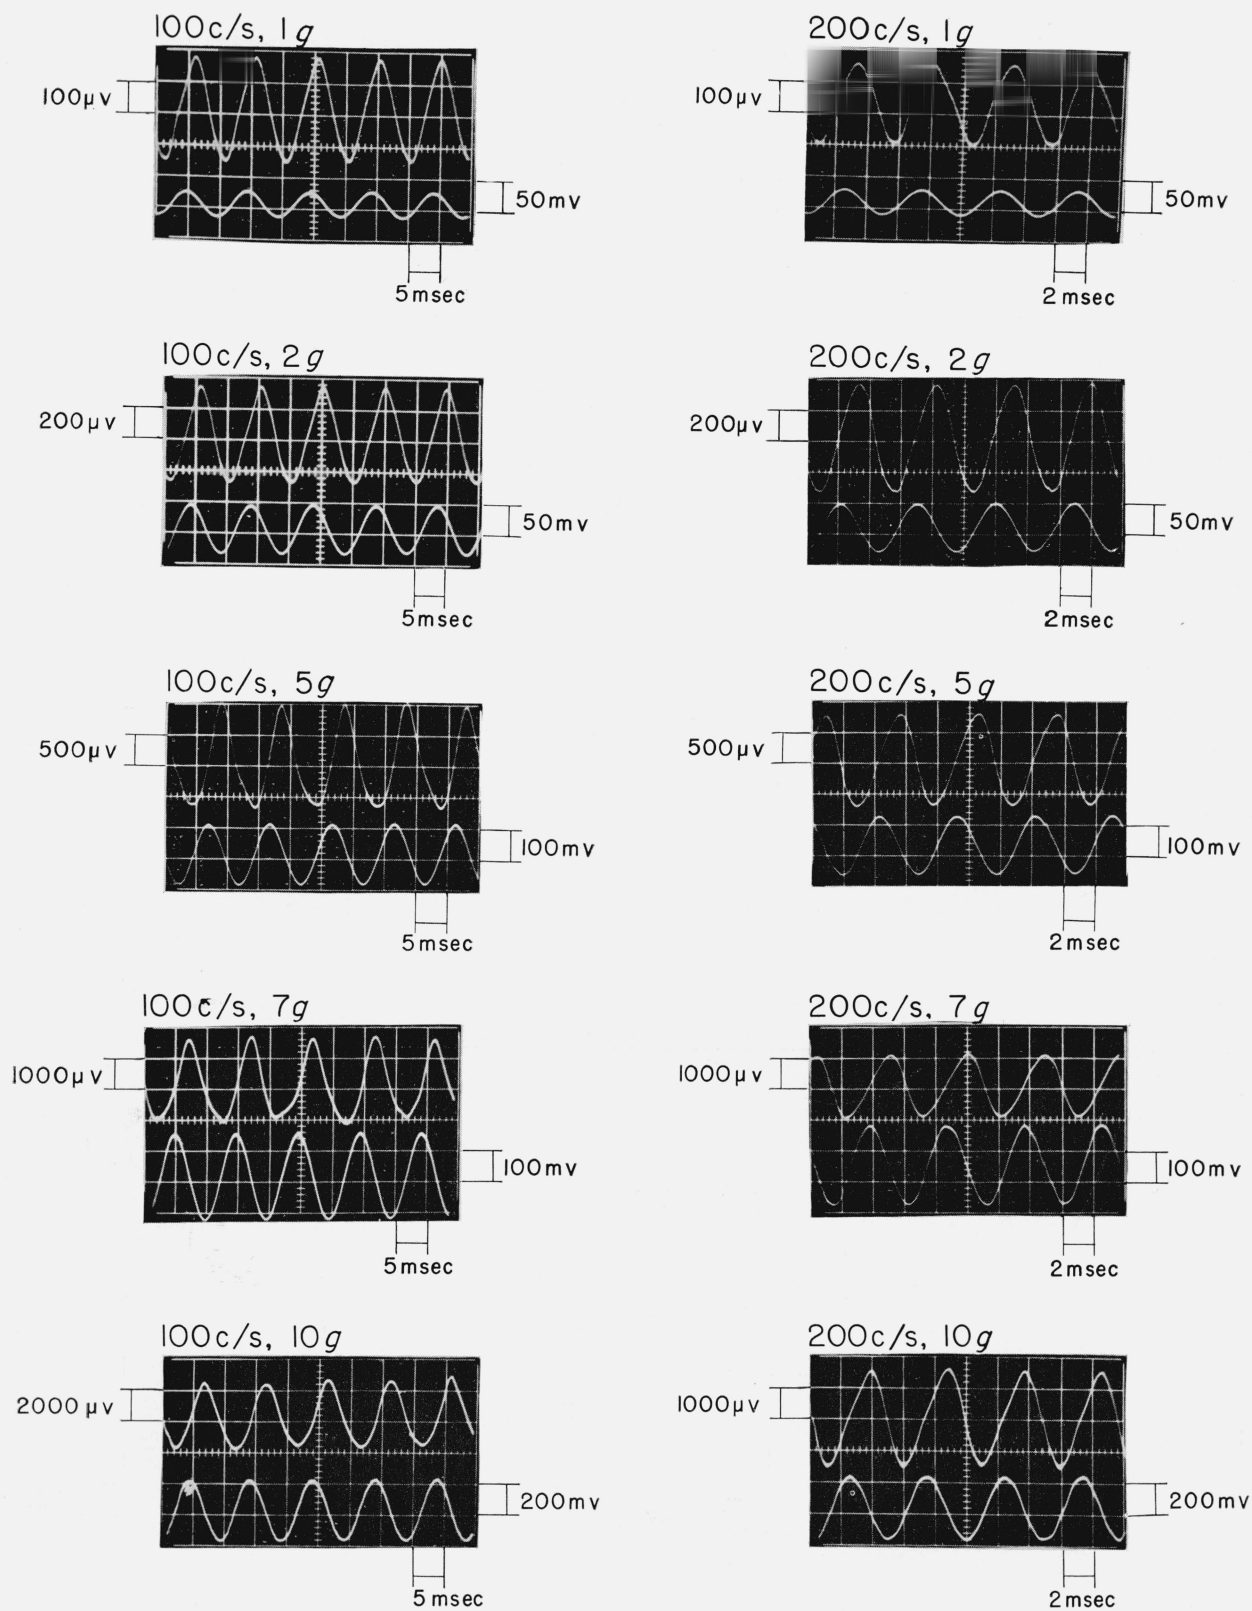 100c/s, 1g
100μv
50mv
5msec
200c/s, 1g
100μv
50mv
2msec
100c/s, 2g
200μv
50mv
5msec
200c/s, 2g
200μv
50mv
2msec
100c/s, 5g
500μv
100mv
5msec
200c/s, 5g
500μv
100mv
2msec
100c/s, 7g
1000μv
100mv
5msec
200c/s, 7g
1000μv
100mv
2msec
100c/s, 10g
2000μv
200mv
5msec
200c/s, 10g
1000μv
200mv
2msec